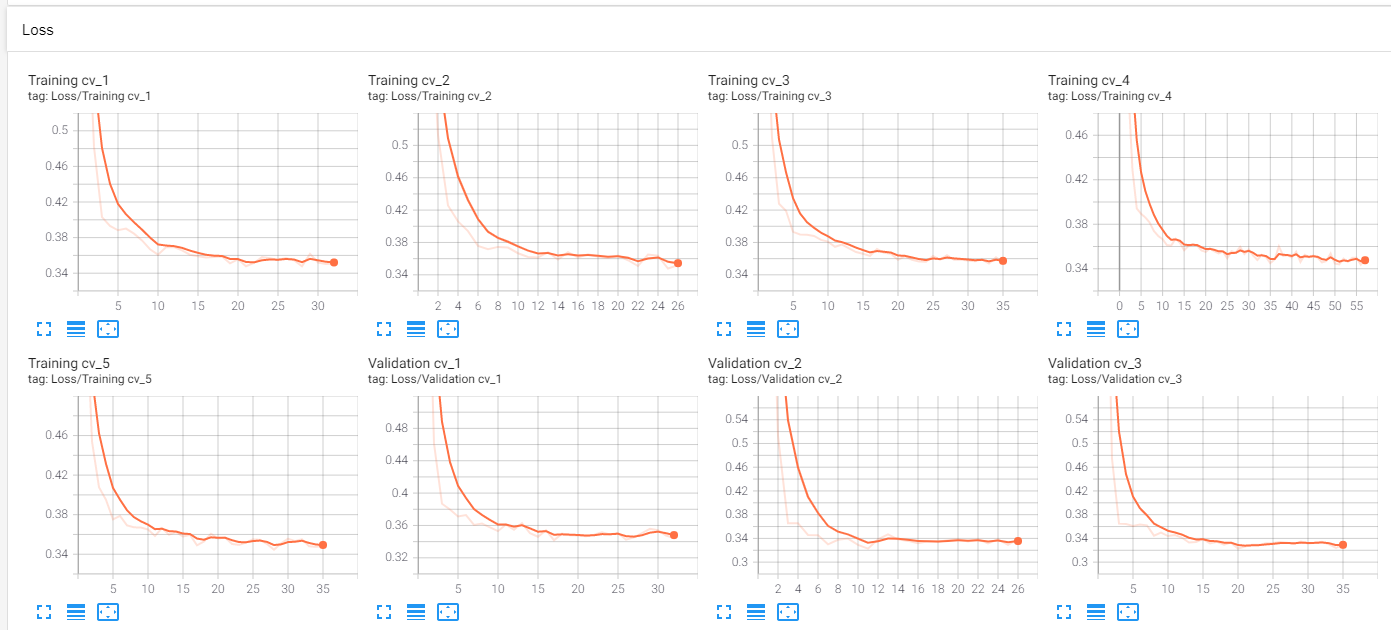 Loss
Training cv_1
tag: Loss/Training cv_1
0.5
0.46
0.42
0.38
0.34
5 10 15 20 25 30
Training cv_2
tag: Loss/Training cv_2
0.5
0.46
0.42
0.38
0.34
2 4 6 8 10 12 14 16 18 20 22 24 26
Training cv_3
tag: Loss/Training cv_3
0.5
0.46
0.42
0.38
0.34
5 10 15 20 25 30 35
Training cv_4
tag: Loss/Training cv_4
0.46
0.42
0.38
0.34
0 5 10 15 20 25 30 35 40 45 50 55
Training cv_5
tag: Loss/Training cv_5
0.46
0.42
0.38
0.34
5 10 15 20 25 30 35
Validation cv_1
tag: Loss/Validation cv_1
0.48
0.44
0.4
0.36
0.32
5 10 15 20 25 30
Validation cv_2
tag: Loss/Validation cv_2
0.54
0.5
0.46
0.42
0.38
0.34
0.3
2 4 6 8 10 12 14 16 18 20 22 24 26
Validation cv_3
tag: Loss/Validation cv_3
0.54
0.5
0.46
0.42
0.38
0.34
0.3
5 10 15 20 25 30 35